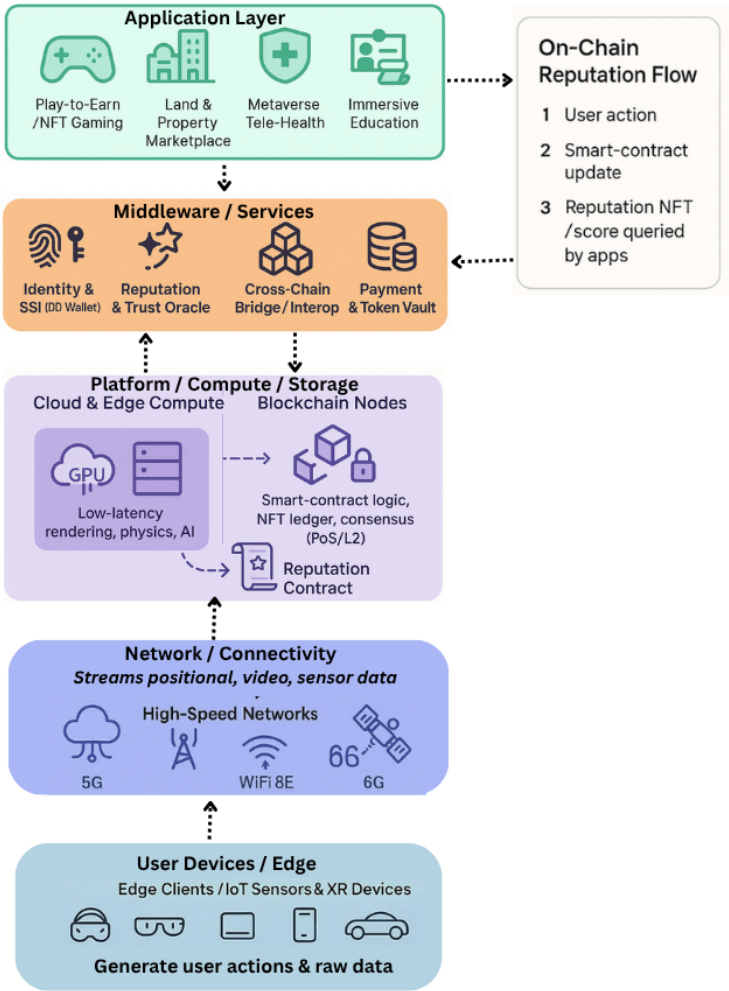 Application Layer
Play-to-Earn
/NFT Gaming
Land &
Property
Marketplace
Metaverse
Tele-Health
Immersive
Education
On-Chain
Reputation Flow
1 User action
2 Smart-contract
update
3 Reputation NFT
/score queried
by apps
Middleware / Services
Identity &
SSI (DD Wallet)
Reputation
& Trust Oracle
Cross-Chain
Bridge/Interop
Payment
& Token Vault
Platform / Compute / Storage
Cloud & Edge Compute
Blockchain Nodes
GPU
Low-latency
rendering, physics, AI
Smart-contract logic,
NFT ledger, consensus
(PoS/L2)
Reputation
Contract
Network / Connectivity
Streams positional, video, sensor data
High-Speed Networks
66
5G
WiFi 8E
6G
User Devices / Edge
Edge Clients /IoT Sensors & XR Devices
Generate user actions & raw data